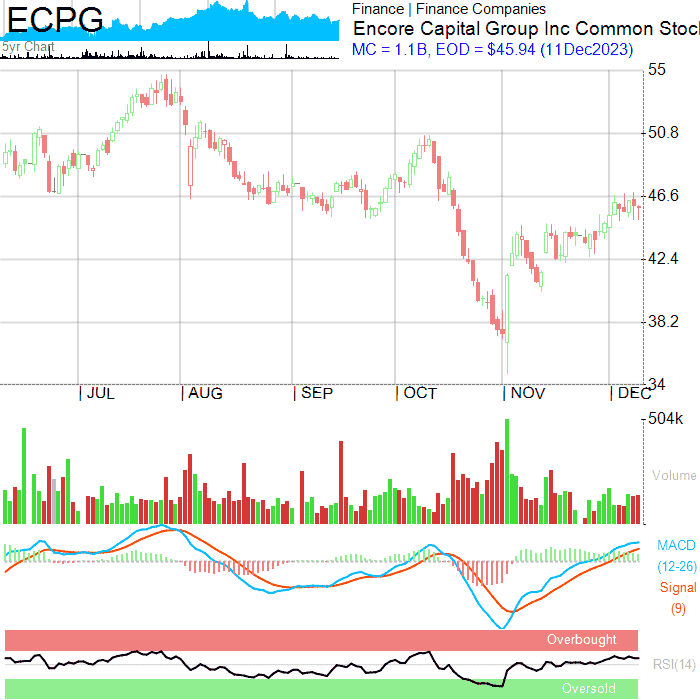 ECPG
5yr Chart
Finance | Finance Companies
Encore Capital Group Inc Common Stoc
MC = 1.1B, EOD = $45.94 (11Dec2023)
55
50.8
46.6
42.4
38.2
34
JUL
AUG
SEP
OCT
NOV
DEC
504k
Volume
MACD
(12-26)
Signal
(9)
Overbought
RSI(14)
Oversold